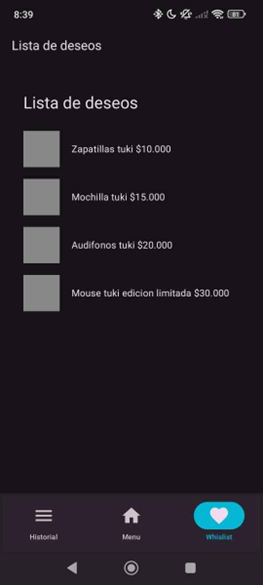 8:39
81
Lista de deseos
Lista de deseos
Zapatillas tuki $10.000
Mochilla tuki $15.000
Audifonos tuki $20.000
Mouse tuki edicion limitada $30.000
Historial
Menu
Whislist